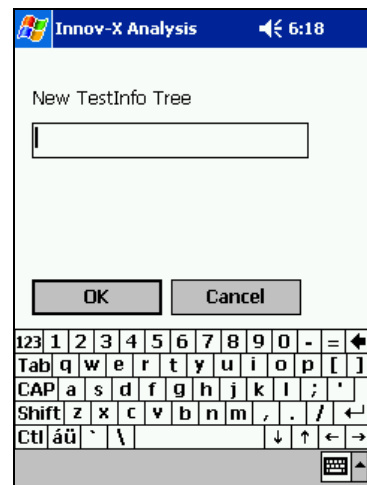 Innov-X Analysis 6:18
New TestInfo Tree
OK Cancel
123 1 2 3 4 5 6 7 8 9 0 - =
Tab q w e r t y u i o p [ ]
CAP a s d f g h j k l ; '
Shift z x c v b n m , . / ↵
Ctl áü ` \ ↓ ↑ ← →